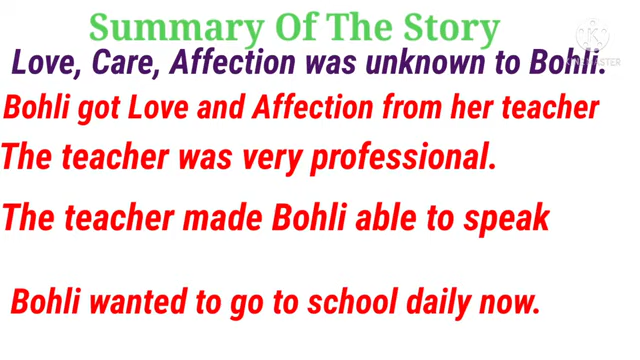 Summary Of The Story
Love, Care, Affection was unknown to Bohli.
Bohli got Love and Affection from her teacher
The teacher was very professional.
The teacher made Bohli able to speak
Bohli wanted to go to school daily now.